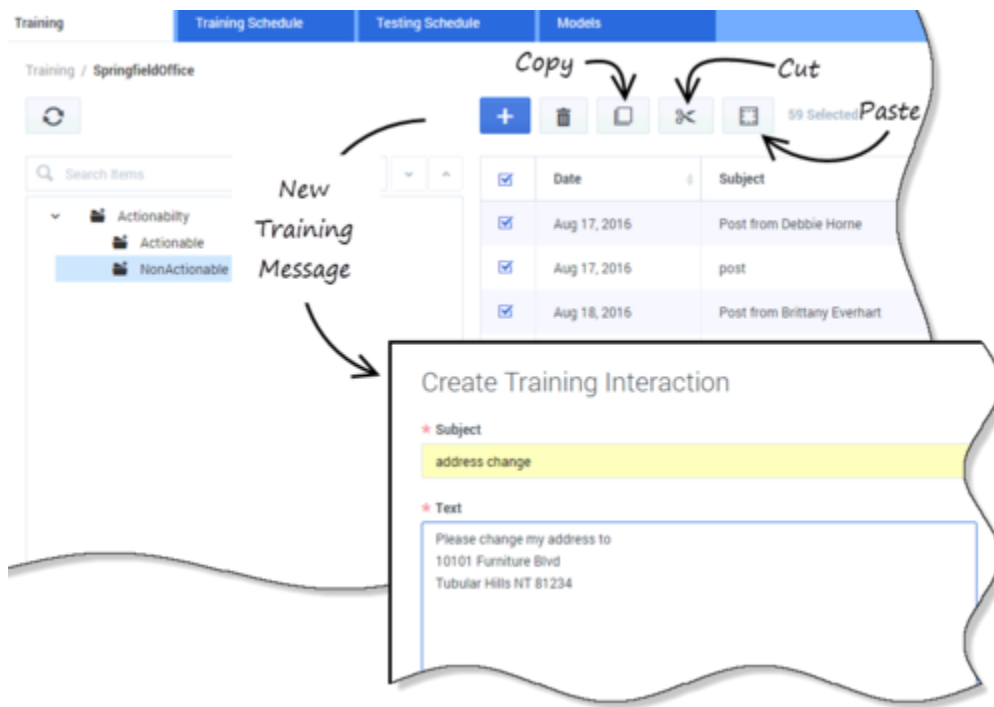 Training
Training Schedule
Testing Schedule
Models
Training / SpringfieldOffice
Copy
Cut
Paste
59 Selected
Search Items
New
Training
Message
Date
Subject
Actionabilty
Actionable
NonActionable
Aug 17, 2016
Post from Debbie Horne
Aug 17, 2016
post
Aug 18, 2016
Post from Brittany Everhart
Create Training Interaction
* Subject
address change
* Text
Please change my address to
10101 Furniture Blvd
Tubular Hills NT 81234